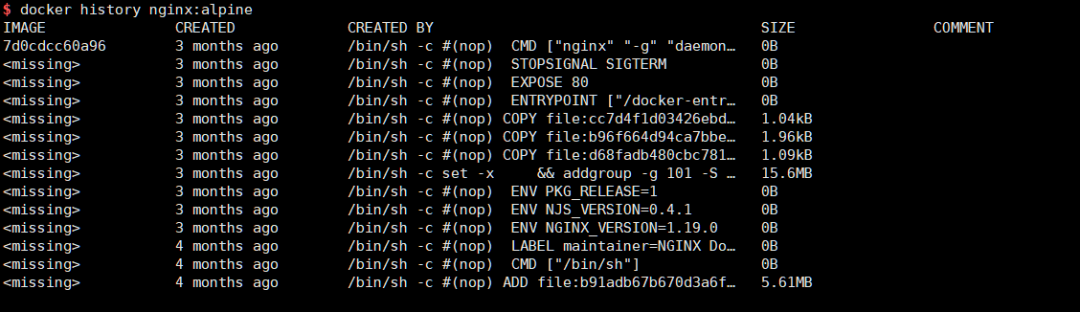 $ docker history nginx:alpine
IMAGE CREATED CREATED BY SIZE COMMENT
7d0cdcc60a96 3 months ago /bin/sh -c #(nop) CMD ["nginx" "-g" "daemon… 0B
<missing> 3 months ago /bin/sh -c #(nop) STOPSIGNAL SIGTERM 0B
<missing> 3 months ago /bin/sh -c #(nop) EXPOSE 80 0B
<missing> 3 months ago /bin/sh -c #(nop) ENTRYPOINT ["/docker-entr… 0B
<missing> 3 months ago /bin/sh -c #(nop) COPY file:cc7d4f1d03426ebd… 1.04kB
<missing> 3 months ago /bin/sh -c #(nop) COPY file:b96f664d94ca7bbe… 1.96kB
<missing> 3 months ago /bin/sh -c #(nop) COPY file:d68fadb480cbc781… 1.09kB
<missing> 3 months ago /bin/sh -c set -x && addgroup -g 101 -S … 15.6MB
<missing> 3 months ago /bin/sh -c #(nop) ENV PKG_RELEASE=1 0B
<missing> 3 months ago /bin/sh -c #(nop) ENV NJS_VERSION=0.4.1 0B
<missing> 3 months ago /bin/sh -c #(nop) ENV NGINX_VERSION=1.19.0 0B
<missing> 4 months ago /bin/sh -c #(nop) LABEL maintainer=NGINX Do… 0B
<missing> 4 months ago /bin/sh -c #(nop) CMD ["/bin/sh"] 0B
<missing> 4 months ago /bin/sh -c #(nop) ADD file:b91adb67b670d3a6f… 5.61MB